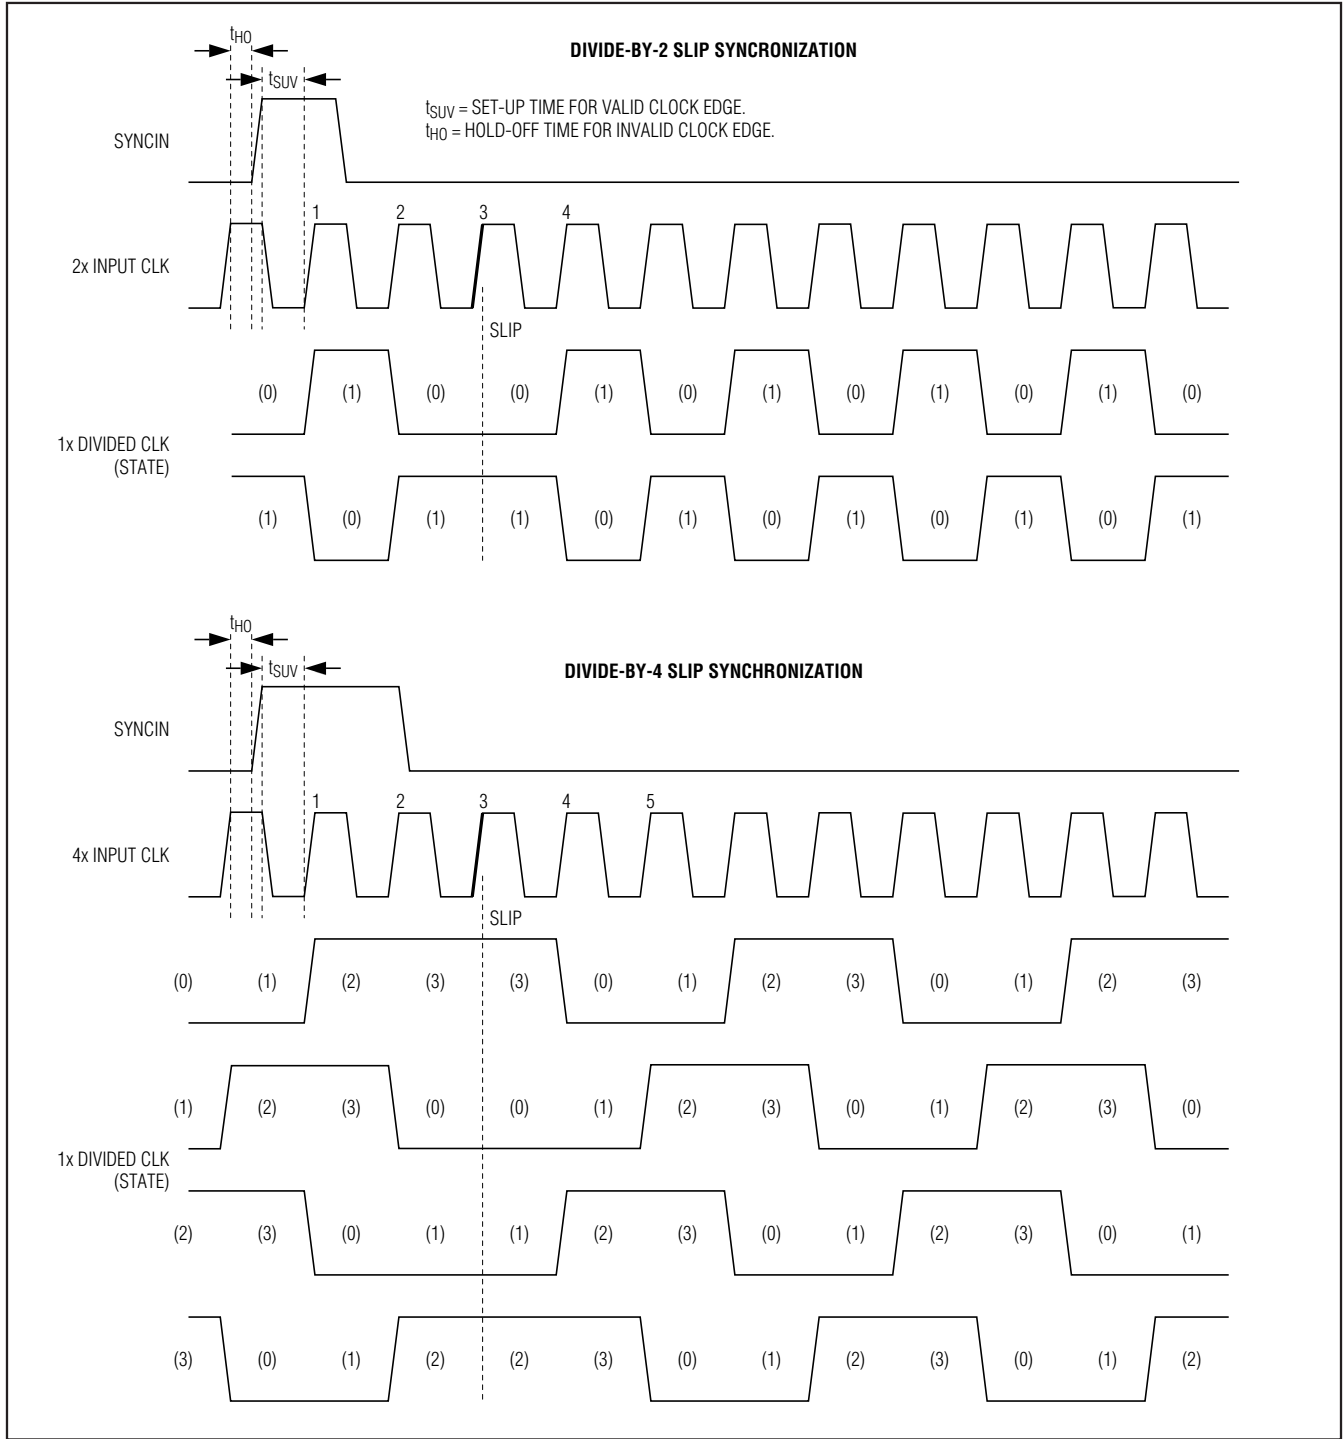 tHO
DIVIDE-BY-2 SLIP SYNCRONIZATION
tSUV
tSUV = SET-UP TIME FOR VALID CLOCK EDGE.
tHO = HOLD-OFF TIME FOR INVALID CLOCK EDGE.
SYNCIN
1 2 3 4
2x INPUT CLK
SLIP
(0) (1) (0) (0) (1) (0) (1) (0) (1) (0) (1) (0)
1x DIVIDED CLK
(STATE)
(1) (0) (1) (1) (0) (1) (0) (1) (0) (1) (0) (1)
tHO
tSUV
DIVIDE-BY-4 SLIP SYNCHRONIZATION
SYNCIN
1 2 3 4 5
4x INPUT CLK
SLIP
(0) (1) (2) (3) (3) (0) (1) (2) (3) (0) (1) (2) (3)
(1) (2) (3) (0) (0) (1) (2) (3) (0) (1) (2) (3) (0)
1x DIVIDED CLK
(STATE)
(2) (3) (0) (1) (1) (2) (3) (0) (1) (2) (3) (0) (1)
(3) (0) (1) (2) (2) (3) (0) (1) (2) (3) (0) (1) (2)